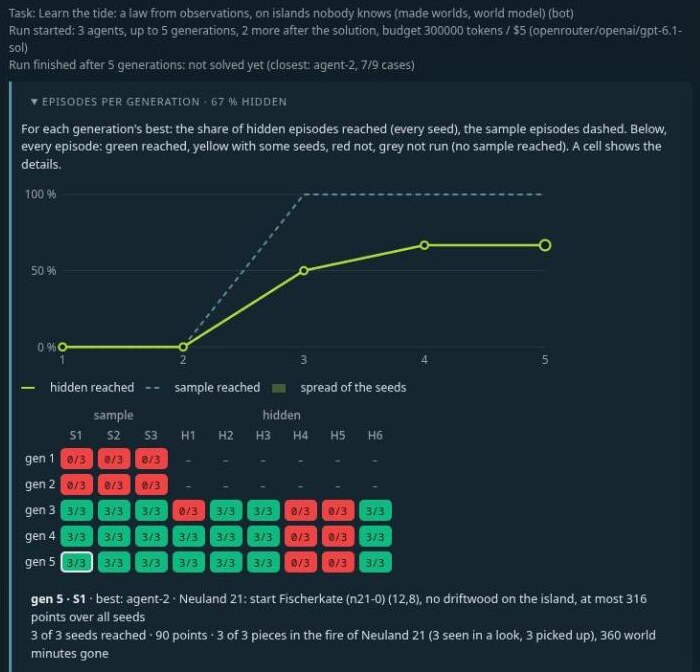 Task: Learn the tide: a law from observations, on islands nobody knows (made worlds, world model) (bot)
Run started: 3 agents, up to 5 generations, 2 more after the solution, budget 300000 tokens / $5 (openrouter/openai/gpt-6.1-
sol)
Run finished after 5 generations: not solved yet (closest: agent-2, 7/9 cases)
▼ EPISODES PER GENERATION · 67 % HIDDEN
For each generation's best: the share of hidden episodes reached (every seed), the sample episodes dashed. Below,
every episode: green reached, yellow with some seeds, red not, grey not run (no sample reached). A cell shows the
details.
100 %
50 %
0 %
1 2 3 4 5
hidden reached sample reached spread of the seeds
sample hidden
S1 S2 S3 H1 H2 H3 H4 H5 H6
gen 1 0/3 0/3 0/3 – – – – – –
gen 2 0/3 0/3 0/3 – – – – – –
gen 3 3/3 3/3 3/3 0/3 3/3 3/3 0/3 0/3 3/3
gen 4 3/3 3/3 3/3 3/3 3/3 3/3 0/3 0/3 3/3
gen 5 3/3 3/3 3/3 3/3 3/3 3/3 0/3 0/3 3/3
gen 5 · S1 · best: agent-2 · Neuland 21: start Fischerkate (n21-0) (12,8), no driftwood on the island, at most 316
points over all seeds
3 of 3 seeds reached · 90 points · 3 of 3 pieces in the fire of Neuland 21 (3 seen in a look, 3 picked up), 360 world
minutes gone